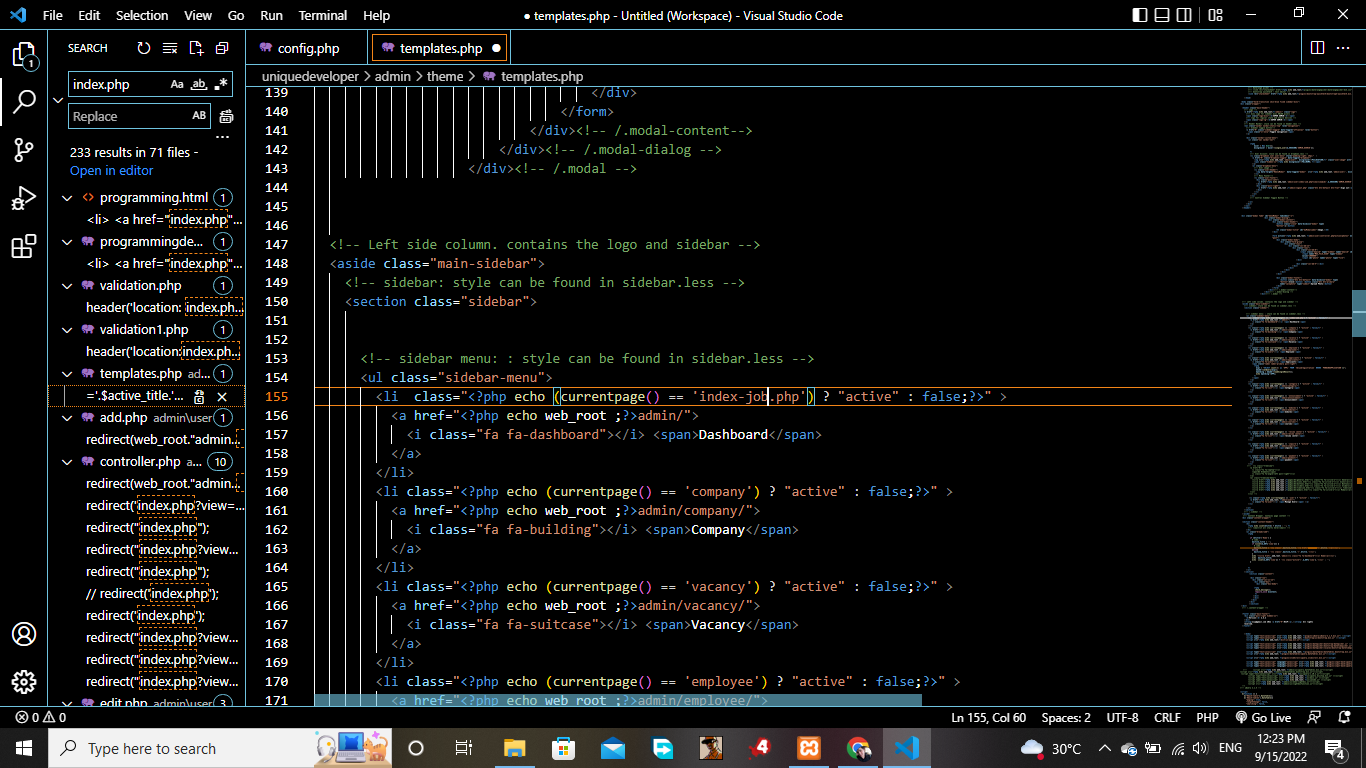 File Edit Selection View Go Run Terminal Help
● templates.php - Untitled (Workspace) - Visual Studio Code
1
SEARCH
index.php
Aa ab .*
Replace
AB
233 results in 71 files -
Open in editor
programming.html 1
<li> <a href="index.php"...
programmingde... 1
<li> <a href="index.php"...
validation.php 1
header('location: index.ph...
validation1.php 1
header('location:index.ph...
templates.php ad... 1
='.$active_title.'...
add.php admin\user 1
redirect(web_root."admin...
controller.php a... 10
redirect(web_root."admin...
redirect("index.php?view=...
redirect("index.php");
redirect("index.php?view...
redirect("index.php");
// redirect("index.php");
redirect('index.php');
redirect("index.php?view...
redirect("index.php?view...
redirect("index.php?view...
edit.php admin\user 3
config.php
templates.php ●
uniquedeveloper > admin > theme > templates.php
139 </div>
140 </form>
141 </div><!-- /.modal-content-->
142 </div><!-- /.modal-dialog -->
143 </div><!-- /.modal -->
144
145
146
147 <!-- Left side column. contains the logo and sidebar -->
148 <aside class="main-sidebar">
149 <!-- sidebar: style can be found in sidebar.less -->
150 <section class="sidebar">
151
152
153 <!-- sidebar menu: : style can be found in sidebar.less -->
154 <ul class="sidebar-menu">
155 <li  class="<?php echo (currentpage() == 'index-job.php') ? "active" : false;?>" >
156 <a href="<?php echo web_root ;?>admin/">
157 <i class="fa fa-dashboard"></i> <span>Dashboard</span>
158 </a>
159 </li>
160 <li class="<?php echo (currentpage() == 'company') ? "active" : false;?>" >
161 <a href="<?php echo web_root ;?>admin/company/">
162 <i class="fa fa-building"></i> <span>Company</span>
163 </a>
164 </li>
165 <li class="<?php echo (currentpage() == 'vacancy') ? "active" : false;?>" >
166 <a href="<?php echo web_root ;?>admin/vacancy/">
167 <i class="fa fa-suitcase"></i> <span>Vacancy</span>
168 </a>
169 </li>
170 <li class="<?php echo (currentpage() == 'employee') ? "active" : false;?>" >
171 <a href="<?php echo web_root ;?>admin/employee/">
0 0
Ln 155, Col 60 Spaces: 2 UTF-8 CRLF PHP Go Live
Type here to search
4
30°C
ENG
12:23 PM
9/15/2022
4